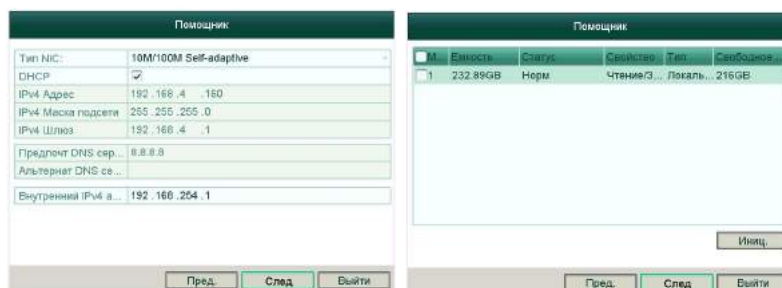 Помощник
Тип NIC: 10M/100M Self-adaptive
DHCP
IPv4 Адрес 192 .168 .4 .160
IPv4 Маска подсети 255 .255 .255 .0
IPv4 Шлюз 192 .168 .4 .1
Предпочт DNS сер... 8.8.8.8
Альтернат DNS се...
Внутренний IPv4 а... 192 .168 .254 .1
Пред. След. Выйти
Помощник
М... Емкость Статус Свойство Тип Свободное...
1 232.89GB Норм Чтение/З... Локаль... 216GB
Иниц.
Пред. След. Выйти